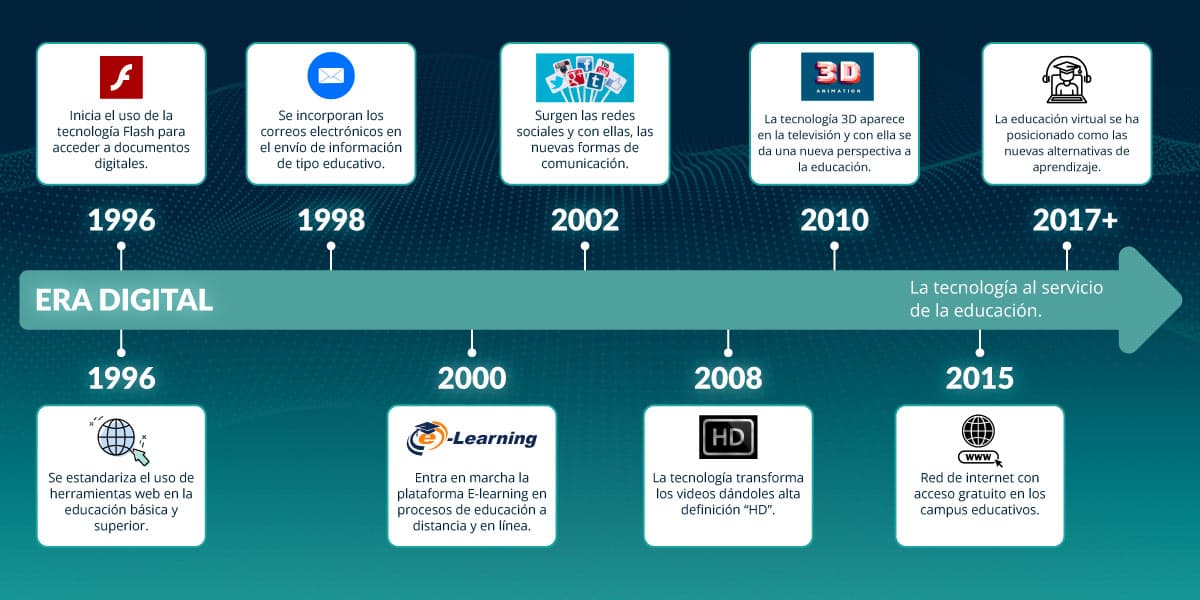 Inicia el uso de la
tecnología Flash para
acceder a documentos
digitales.
1996
Se incorporan los
correos electrónicos en
el envío de información
de tipo educativo.
1998
Surgen las redes
sociales y con ellas, las
nuevas formas de
comunicación.
2002
3D
ANIMATION
La tecnología 3D aparece
en la televisión y con ella se
da una nueva perspectiva a
la educación.
2010
La educación virtual se ha
posicionado como las
nuevas alternativas de
aprendizaje.
2017+
ERA DIGITAL
La tecnología al servicio
de la educación.
1996
Se estandariza el uso de
herramientas web en la
educación básica y
superior.
2000
e-Learning
Entra en marcha la
plataforma E-learning en
procesos de educación a
distancia y en línea.
2008
HD
La tecnología transforma
los videos dándoles alta
definición “HD”.
2015
www
Red de internet con
acceso gratuito en los
campus educativos.